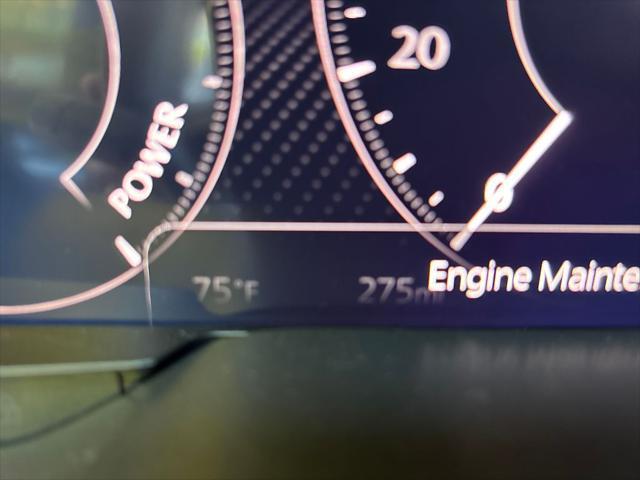 20
POWER
0
75°F
275mi
Engine Mainte